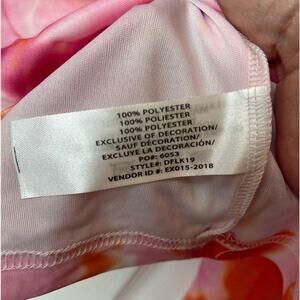 100% POLYESTER
100% POLIESTER
100% POLYESTER
EXCLUSIVE OF DECORATION/
SAUF DÉCORATION/
EXCLUYE LA DECORACIÓN/
PO#: 6053
STYLE#: DFLK19
VENDOR ID #: EX015-2018